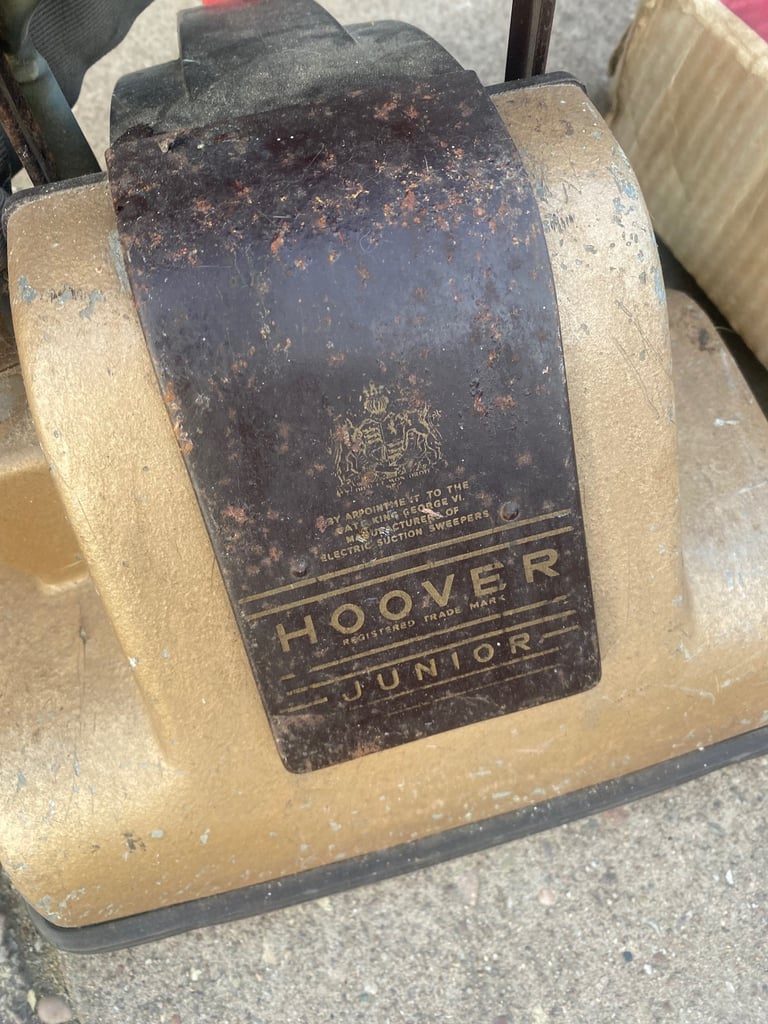 BY APPOINTMENT TO THE
LATE KING GEORGE VI.
MANUFACTURERS OF
ELECTRIC SUCTION SWEEPERS
HOOVER
REGISTERED TRADE MARK
JUNIOR